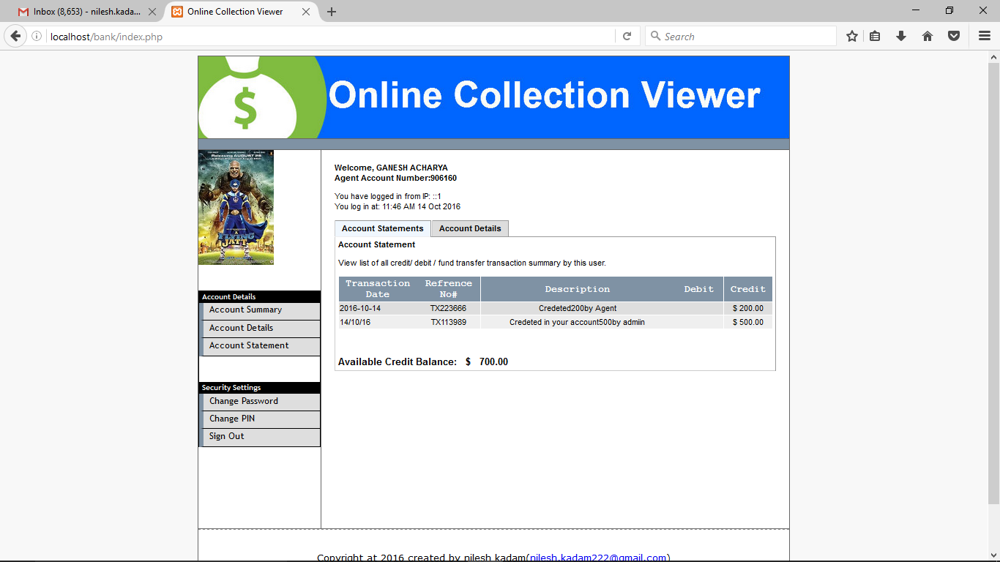 Inbox (8,653) - nilesh.kada...
Online Collection Viewer
localhost/bank/index.php
Search
$
Online Collection Viewer
Releasing AUGUST 25
A
FLYING
JATT
Welcome, GANESH ACHARYA
Agent Account Number:906160
You have logged in from IP: ::1
You log in at: 11:46 AM 14 Oct 2016
Account Statements
Account Details
Account Statement
View list of all credit/ debit / fund transfer transaction summary by this user.
Transaction Date Refrence No# Description Debit Credit
2016-10-14 TX223666 Credeted200by Agent $ 200.00
14/10/16 TX113989 Credeted in your account500by admiin $ 500.00
Available Credit Balance: $ 700.00
Account Details
Account Summary
Account Details
Account Statement
Security Settings
Change Password
Change PIN
Sign Out
Copyright at 2016 created by nilesh kadam(nilesh.kadam222@gmail.com)